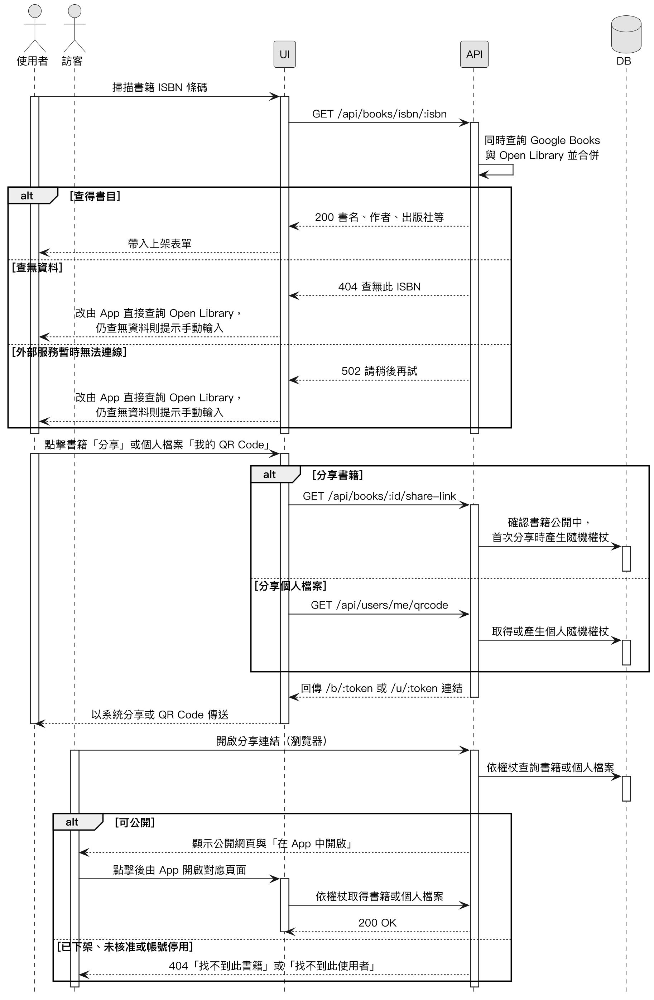 使用者
訪客
UI
API
DB
掃描書籍 ISBN 條碼
GET /api/books/isbn/:isbn
同時查詢 Google Books
與 Open Library 並合併
alt
[查得書目]
200 書名、作者、出版社等
帶入上架表單
[查無資料]
404 查無此 ISBN
改由 App 直接查詢 Open Library，
仍查無資料則提示手動輸入
[外部服務暫時無法連線]
502 請稍後再試
改由 App 直接查詢 Open Library，
仍查無資料則提示手動輸入
點擊書籍「分享」或個人檔案「我的 QR Code」
alt
[分享書籍]
GET /api/books/:id/share-link
確認書籍公開中，
首次分享時產生隨機權杖
[分享個人檔案]
GET /api/users/me/qrcode
取得或產生個人隨機權杖
回傳 /b/:token 或 /u/:token 連結
以系統分享或 QR Code 傳送
開啟分享連結（瀏覽器）
依權杖查詢書籍或個人檔案
alt
[可公開]
顯示公開網頁與「在 App 中開啟」
點擊後由 App 開啟對應頁面
依權杖取得書籍或個人檔案
200 OK
[已下架、未核准或帳號停用]
404「找不到此書籍」或「找不到此使用者」